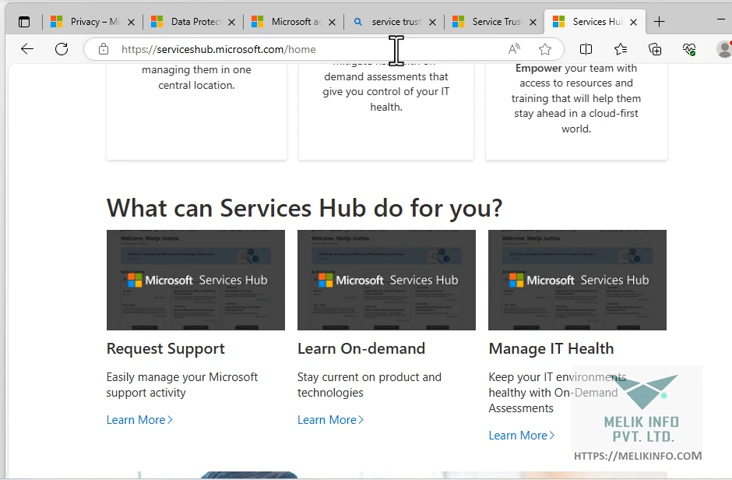 Privacy – Mi
Data Protec
Microsoft a
service trust
Service Trus
Services Hu
https://serviceshub.microsoft.com/home
managing them in one
central location.
demand assessments that
give you control of your IT
health.
Empower your team with
access to resources and
training that will help them
stay ahead in a cloud-first
world.
What can Services Hub do for you?
Microsoft Services Hub
Microsoft Services Hub
Microsoft Services Hub
Request Support
Learn On-demand
Manage IT Health
Easily manage your Microsoft
support activity
Stay current on product and
technologies
Keep your IT environments
healthy with On-Demand
Assessments
Learn More
Learn More
Learn More
MELIK INFO
PVT. LTD.
HTTPS://MELIKINFO.COM